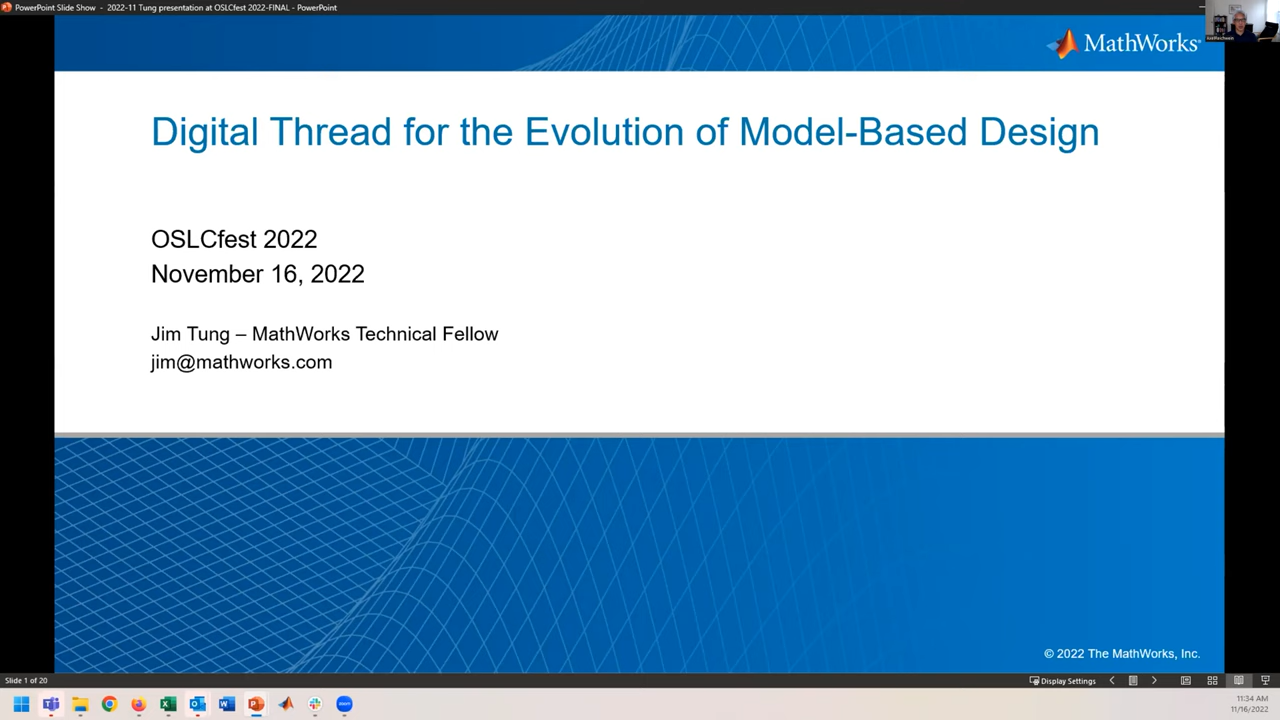 PowerPoint Slide Show - 2022-11 Tung presentation at OSLCfest 2022-FINAL - PowerPoint
MathWorks
Digital Thread for the Evolution of Model-Based Design
OSLCfest 2022
November 16, 2022
Jim Tung – MathWorks Technical Fellow
jim@mathworks.com
© 2022 The MathWorks, Inc.
Slide 1 of 20
Display Settings
11:34 AM
11/16/2022